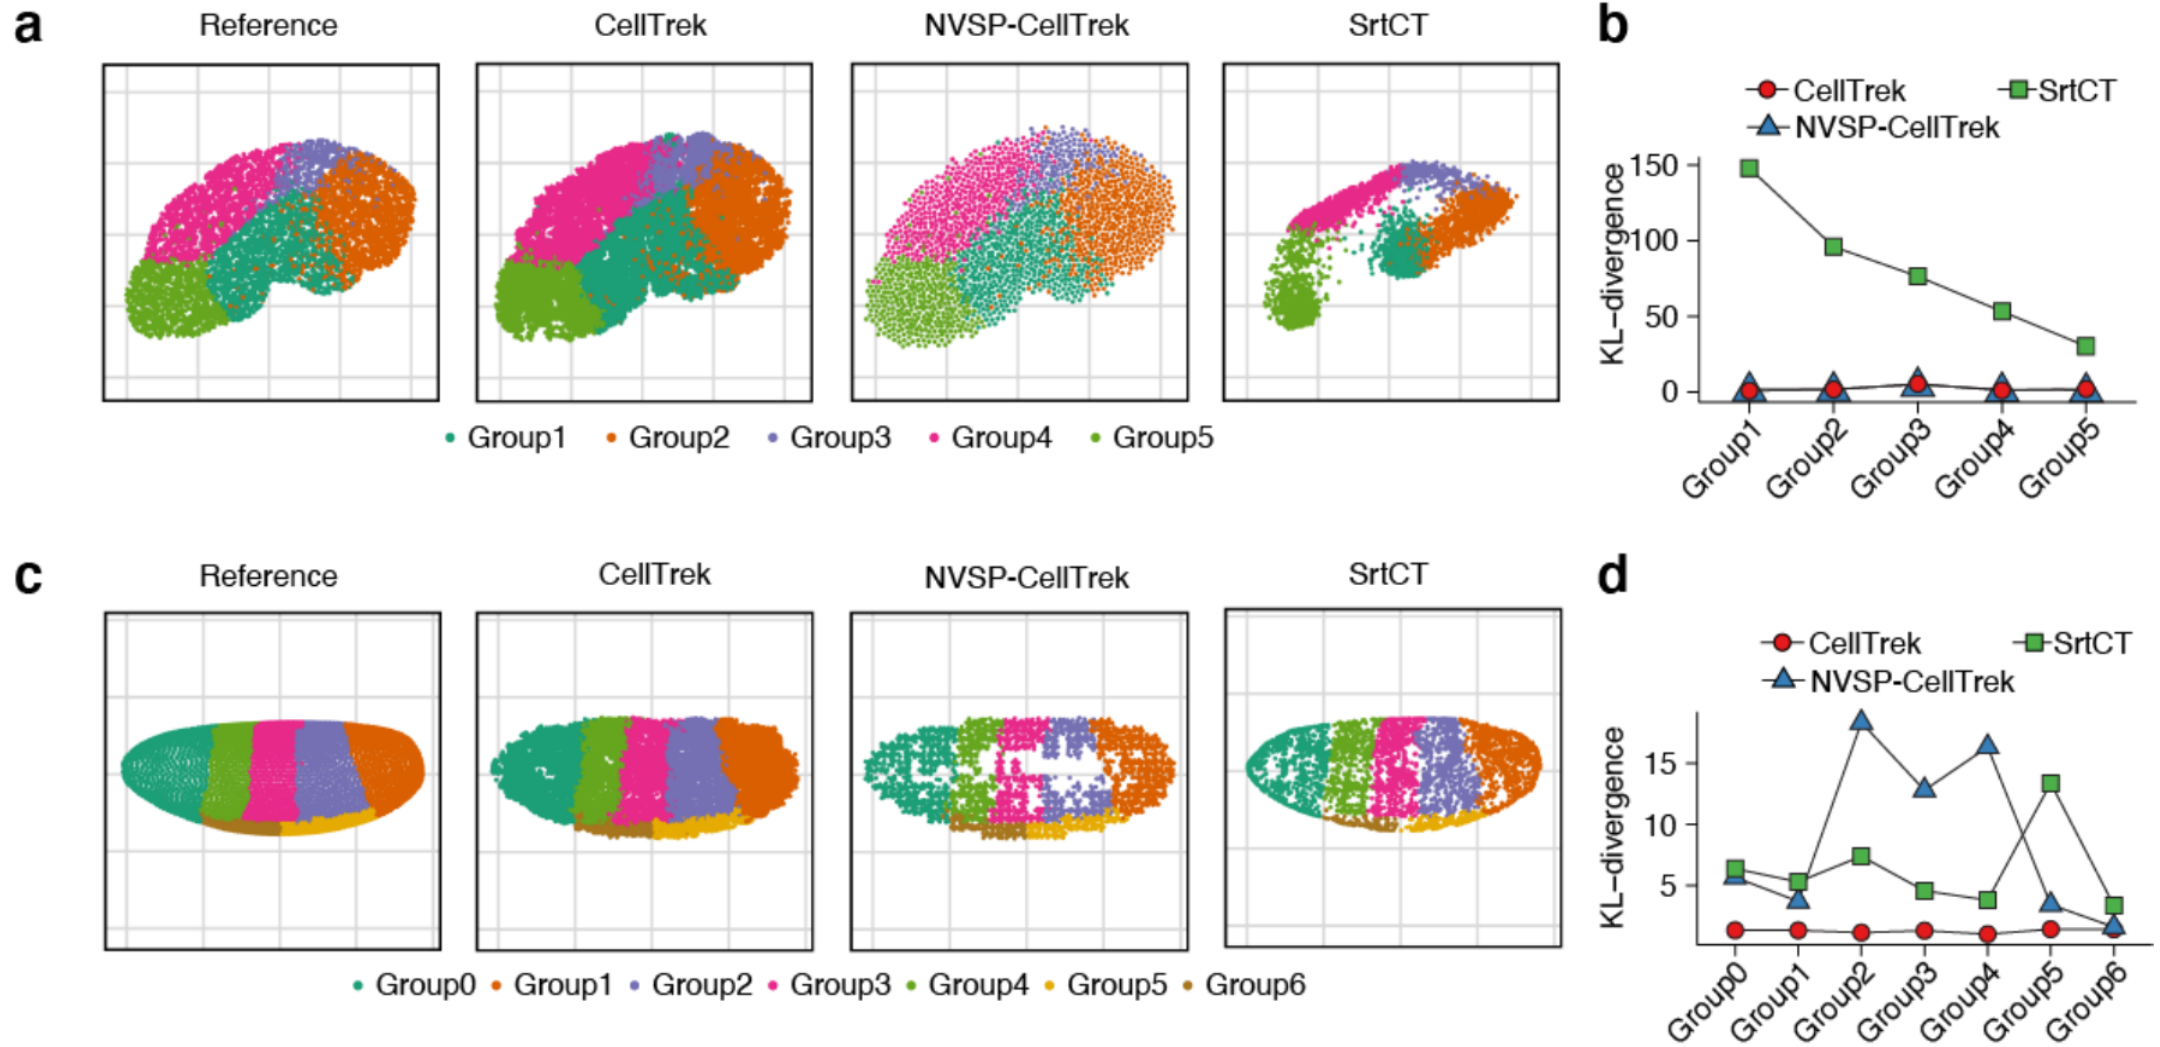 a
Reference
CellTrek
NVSP-CellTrek
SrtCT
Group1 Group2 Group3 Group4 Group5
b
CellTrek SrtCT
NVSP-CellTrek
KL–divergence
150
100
50
0
Group1
Group2
Group3
Group4
Group5
c
Reference
CellTrek
NVSP-CellTrek
SrtCT
Group0 Group1 Group2 Group3 Group4 Group5 Group6
d
CellTrek SrtCT
NVSP-CellTrek
KL–divergence
15
10
5
Group0
Group1
Group2
Group3
Group4
Group5
Group6